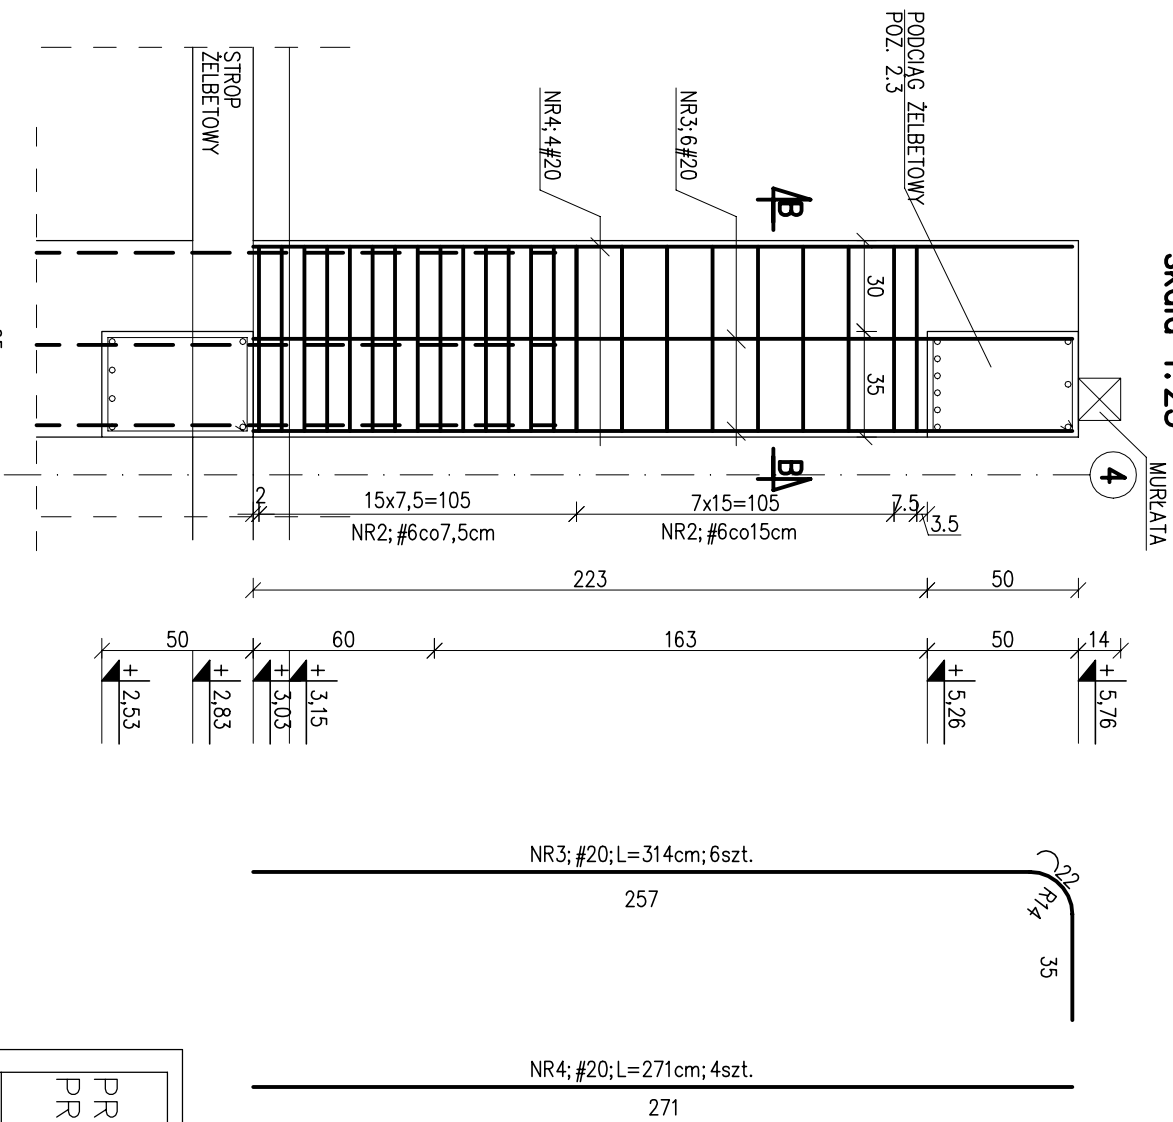 skala 1:25
PODCIĄG ŻELBETOWY
POZ. 2.3
STROP
ŻELBETOWY
NR4; 4#20
NR3; 6#20
B
B
30
35
4
MURŁATA
2
15x7,5=105
7x15=105
7.5
3.5
NR2; #6co7,5cm
NR2; #6co15cm
223
50
50
60
163
50
14
+ 2,53
+ 2,83
+ 3,03
+ 3,15
+ 5,26
+ 5,76
NR3; #20; L=314cm; 6szt.
257
22
R14
35
NR4; #20; L=271cm; 4szt.
271
PR
PR